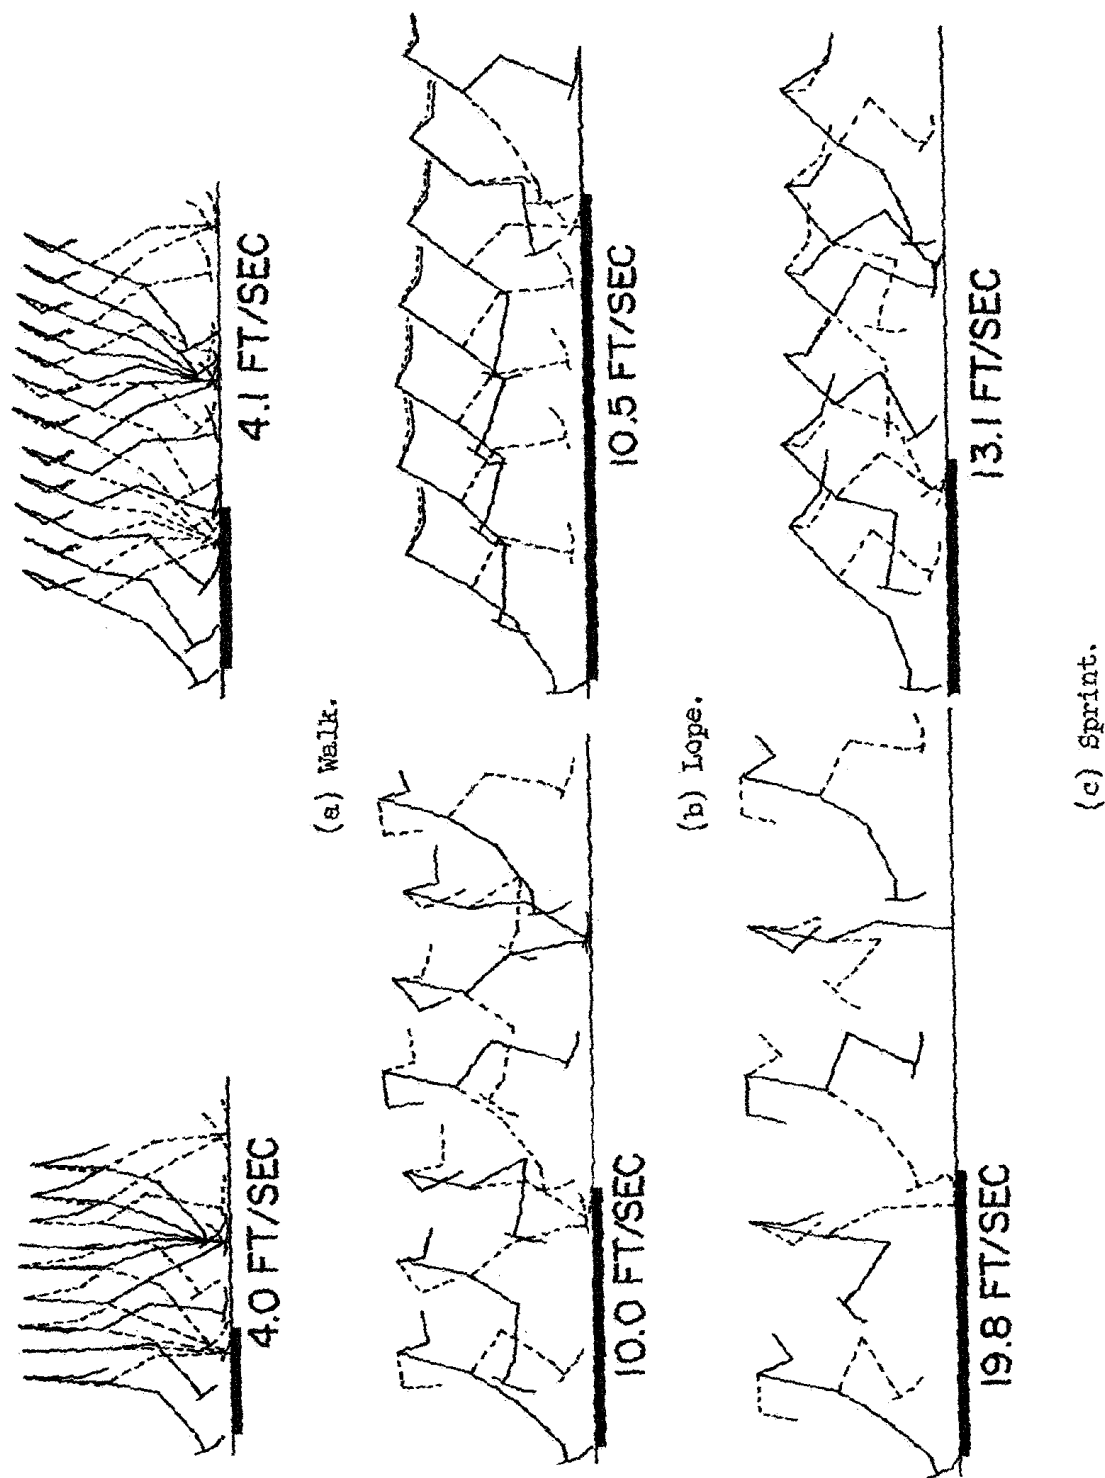 4.0 FT/SEC
4.1 FT/SEC
(a) Walk.
10.0 FT/SEC
10.5 FT/SEC
(b) Lope.
19.8 FT/SEC
13.1 FT/SEC
(c) Sprint.